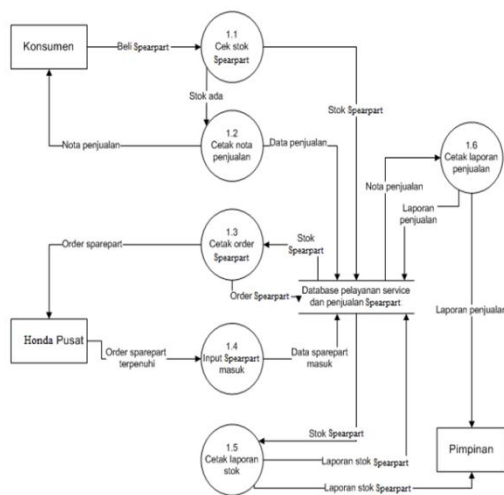 Konsumen
Beli Spearpart
1.1
Cek stok
Spearpart
Stok ada
Stok Spearpart
Nota penjualan
1.2
Cetak nota
penjualan
Data penjualan
Nota penjualan
1.6
Cetak laporan
penjualan
Laporan
penjualan
Order sparepart
1.3
Cetak order
Spearpart
Stok
Spearpart
Order Spearpart
Database pelayanan service
dan penjualan Spearpart
Laporan penjualan
Honda Pusat
Order sparepart
terpenuhi
1.4
Input Spearpart
masuk
Data sparepart
masuk
Stok Spearpart
1.5
Cetak laporan
stok
Laporan stok Spearpart
Laporan stok Spearpart
Pimpinan